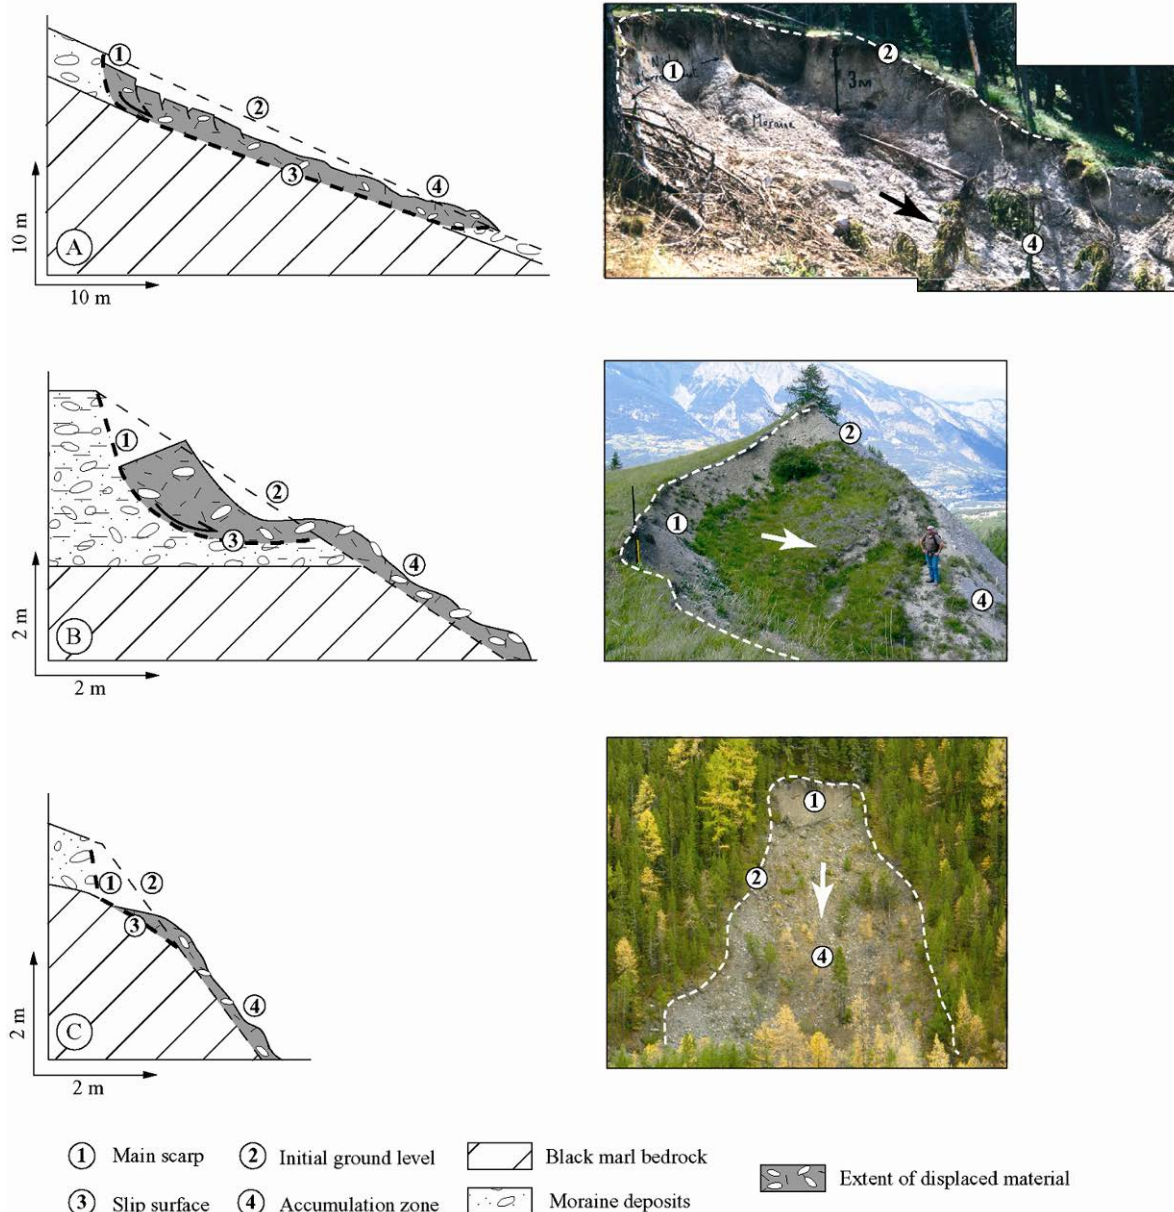 1
2
3
4
A
10 m
10 m
1
2
3 M
Moraine
4
1
2
3
4
B
2 m
2 m
2
1
4
1
2
3
4
C
2 m
2 m
1
2
4
1 Main scarp 2 Initial ground level Black marl bedrock
Extent of displaced material
3 Slip surface 4 Accumulation zone Moraine deposits